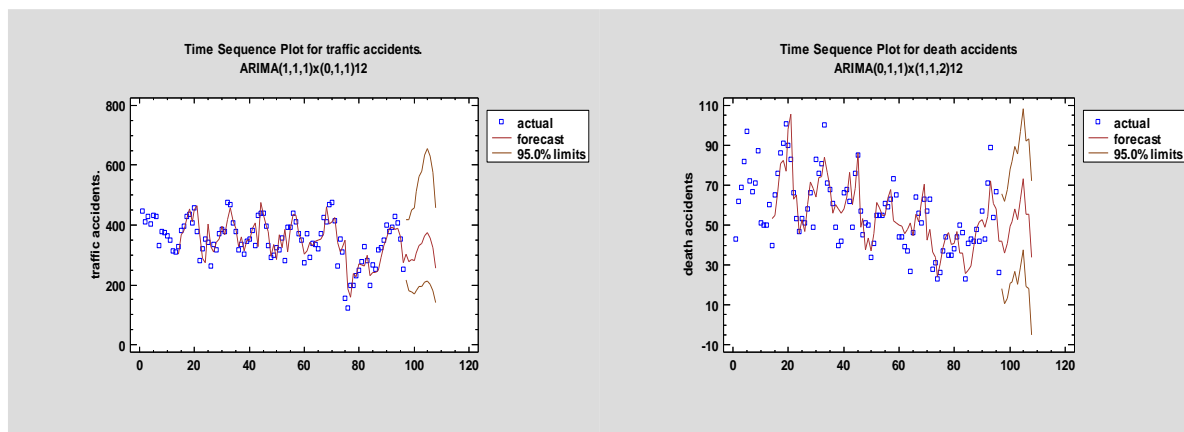 Time Sequence Plot for traffic accidents.
ARIMA(1,1,1)x(0,1,1)12
traffic accidents.
800
600
400
200
0
0 20 40 60 80 100 120
actual
forecast
95.0% limits
Time Sequence Plot for death accidents
ARIMA(0,1,1)x(1,1,2)12
death accidents
110
90
70
50
30
10
-10
0 20 40 60 80 100 120
actual
forecast
95.0% limits